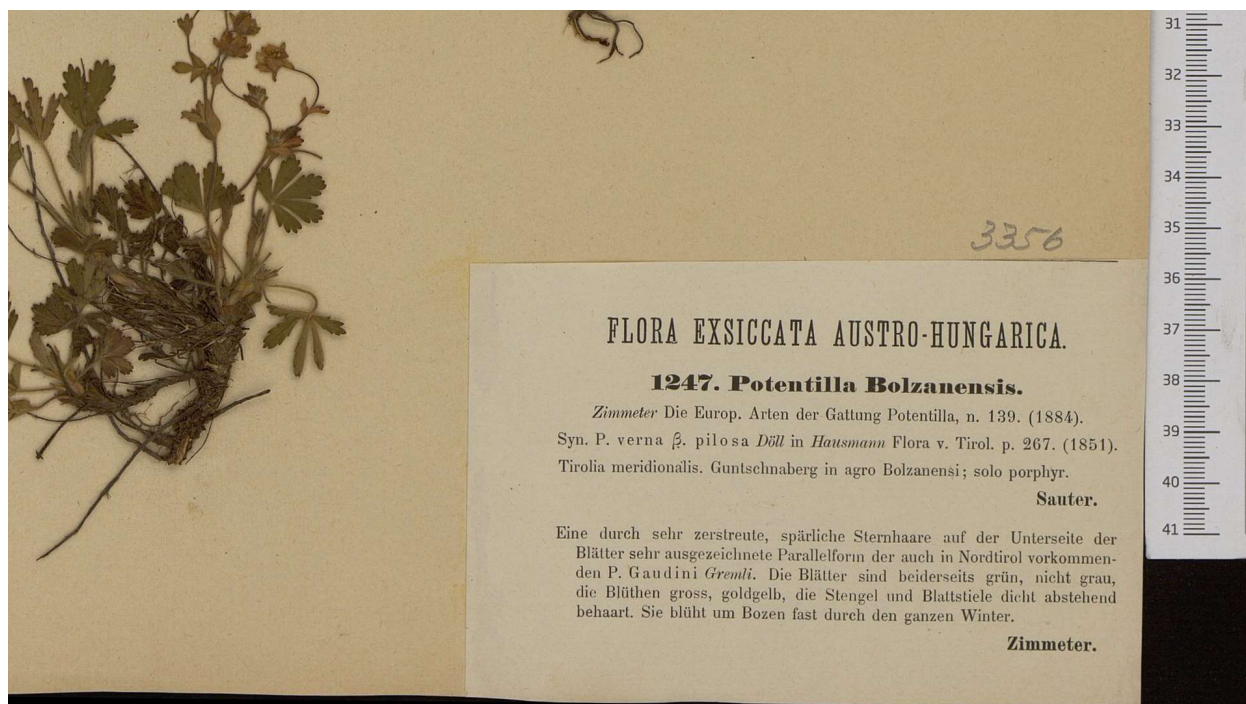 3356
FLORA EXSICCATA AUSTRO-HUNGARICA.
1247. Potentilla Bolzanensis.
Zimmeter Die Europ. Arten der Gattung Potentilla, n. 139. (1884).
Syn. P. verna β. pilosa Döll in Hausmann Flora v. Tirol. p. 267. (1851).
Tirolia meridionalis. Guntschnaberg in agro Bolzanensi; solo porphyr.
Sauter.
Eine durch sehr zerstreute, spärliche Sternhaare auf der Unterseite der
Blätter sehr ausgezeichnete Parallelform der auch in Nordtirol vorkommen-
den P. Gaudini Gremli. Die Blätter sind beiderseits grün, nicht grau,
die Blüthen gross, goldgelb, die Stengel und Blattstiele dicht abstehend
behaart. Sie blüht um Bozen fast durch den ganzen Winter.
Zimmeter.
31
32
33
34
35
36
37
38
39
40
41